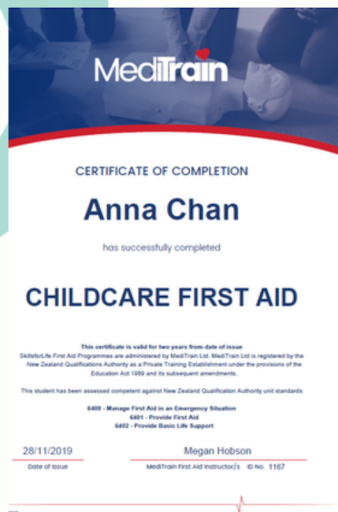 MediTrain
CERTIFICATE OF COMPLETION
Anna Chan
has successfully completed
CHILDCARE FIRST AID
This certificate is valid for two years from date of issue
SkillsforLife First Aid Programmes are administered by MediTrain Ltd. MediTrain Ltd is registered by the
New Zealand Qualifications Authority as a Private Training Establishment under the provisions of the
Education Act 1989 and its subsequent amendments.
This student has been assessed competent against New Zealand Qualification Authority unit standards
6400 - Manage First Aid in an Emergency Situation
6401 - Provide First Aid
6402 - Provide Basic Life Support
28/11/2019 Megan Hobson
Date of Issue MediTrain First Aid Instructor/s ID No. 1167